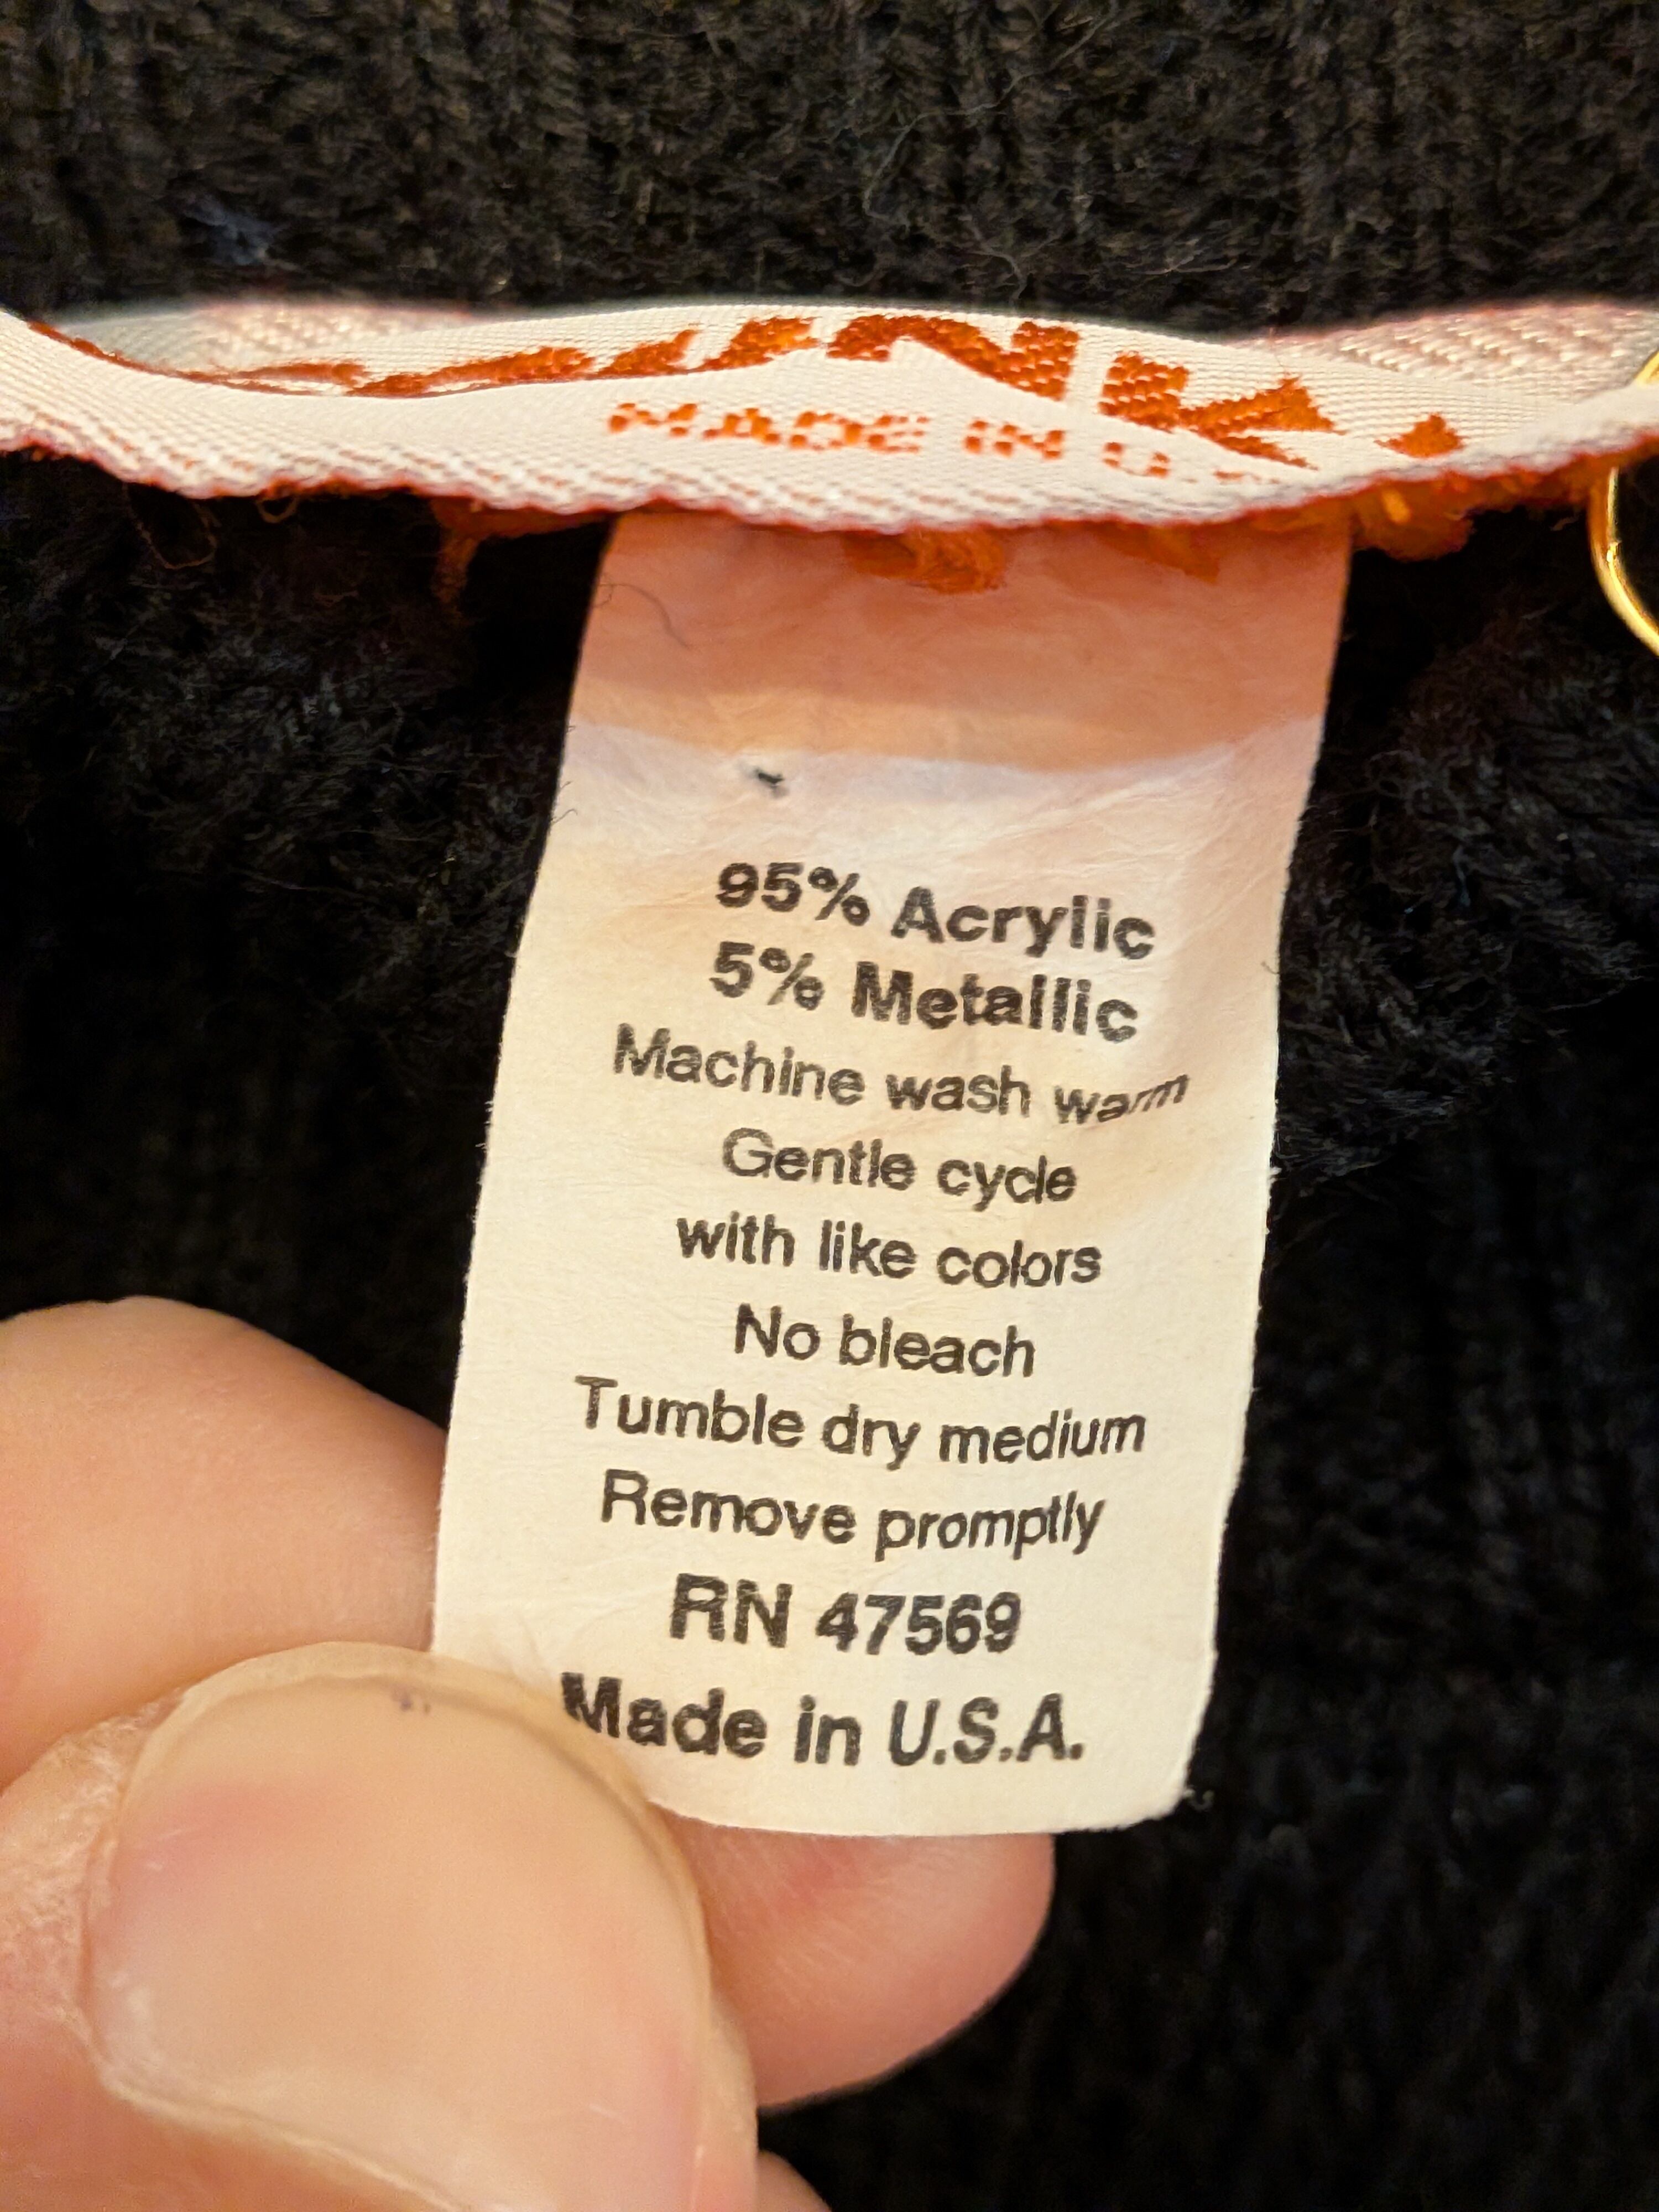 MADE IN U.
95% Acrylic
5% Metallic
Machine wash warm
Gentle cycle
with like colors
No bleach
Tumble dry medium
Remove promptly
RN 47569
Made in U.S.A.